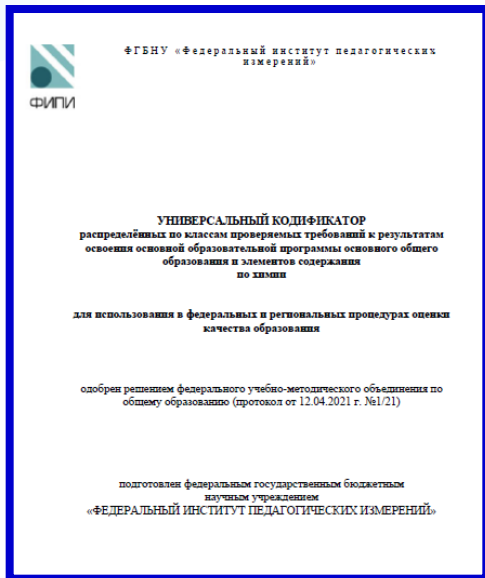 ФГБНУ «Федеральный институт педагогических
измерений»
ФИПИ
УНИВЕРСАЛЬНЫЙ КОДИФИКАТОР
распределённых по классам проверяемых требований к результатам
освоения основной образовательной программы основного общего
образования и элементов содержания
по химии
для использования в федеральных и региональных процедурах оценки
качества образования
одобрен решением федерального учебно-методического объединения по
общему образованию (протокол от 12.04.2021 г. №1/21)
подготовлен федеральным государственным бюджетным
научным учреждением
«ФЕДЕРАЛЬНЫЙ ИНСТИТУТ ПЕДАГОГИЧЕСКИХ ИЗМЕРЕНИЙ»